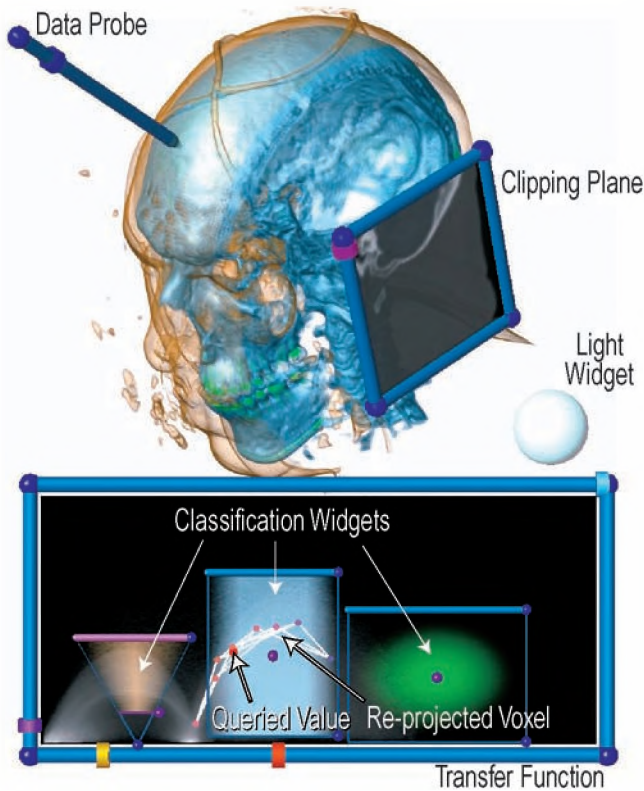 Data Probe
Clipping Plane
Light
Widget
Classification Widgets
Queried Value
Re-projected Voxel
Transfer Function